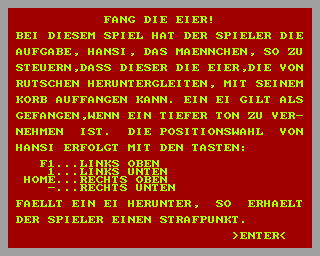 FANG DIE EIER!
BEI DIESEM SPIEL HAT DER SPIELER DIE
AUFGABE, HANSI, DAS MAENNCHEN, SO ZU
STEUERN,DASS DIESER DIE EIER,DIE VON
RUTSCHEN HERUNTERGLEITEN, MIT SEINEM
KORB AUFFANGEN KANN. EIN EI GILT ALS
GEFANGEN,WENN EIN TIEFER TON ZU VER-
NEHMEN IST. DIE POSITIONSWAHL VON
HANSI ERFOLGT MIT DEN TASTEN:
F1...LINKS OBEN
1...LINKS UNTEN
HOME...RECHTS OBEN
-...RECHTS UNTEN
FAELLT EIN EI HERUNTER, SO ERHAELT
DER SPIELER EINEN STRAFPUNKT.
>ENTER<